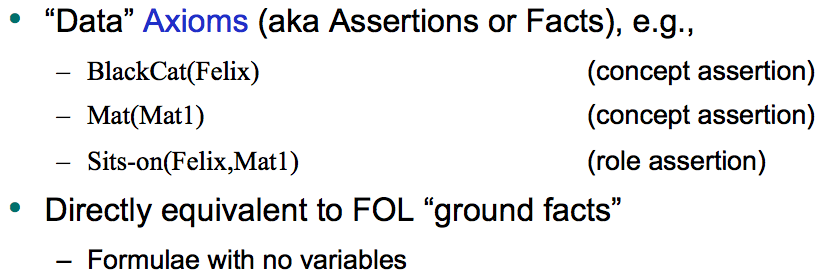 • “Data” Axioms (aka Assertions or Facts), e.g.,
– BlackCat(Felix) (concept assertion)
– Mat(Mat1) (concept assertion)
– Sits-on(Felix,Mat1) (role assertion)
• Directly equivalent to FOL “ground facts”
– Formulae with no variables